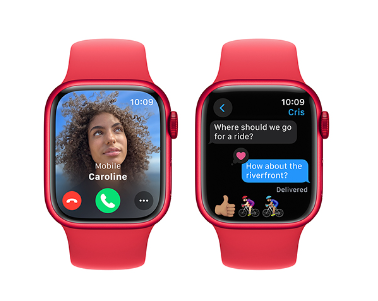 10:09
Mobile
Caroline
10:09
Cris
Where should we go
for a ride?
How about the
riverfront?
Delivered